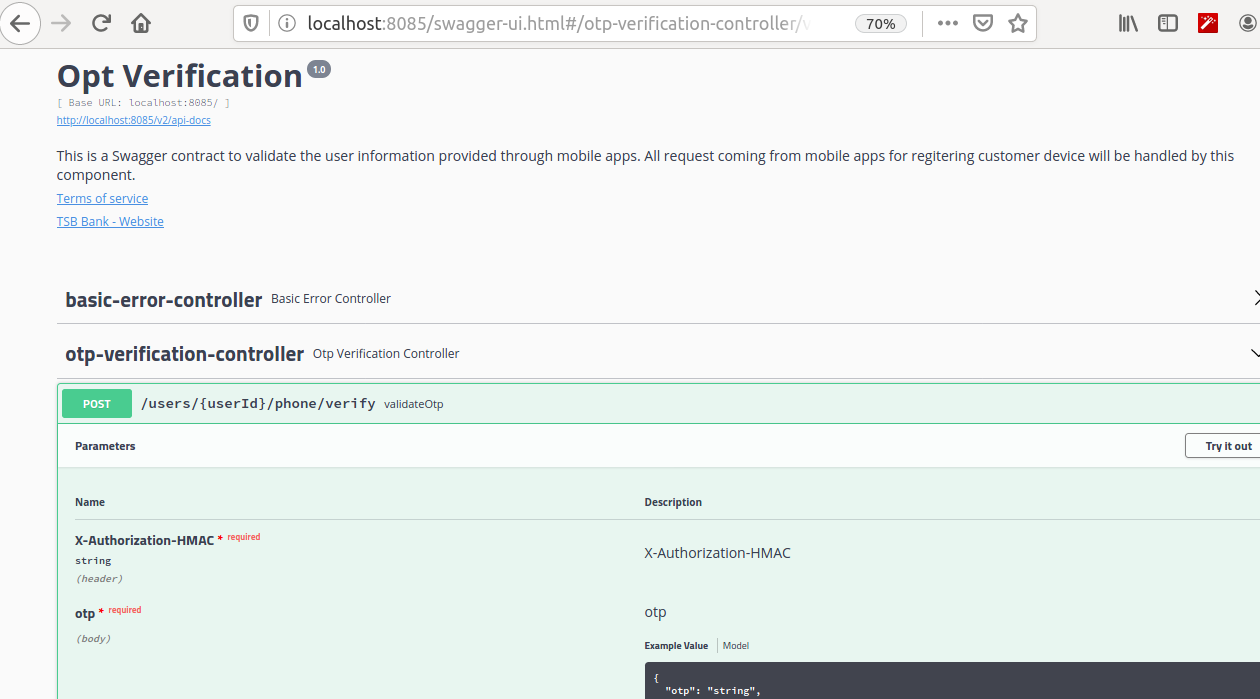 localhost:8085/swagger-ui.html#/otp-verification-controller/
70%
Opt Verification 1.0
[ Base URL: localhost:8085/ ]
http://localhost:8085/v2/api-docs
This is a Swagger contract to validate the user information provided through mobile apps. All request coming from mobile apps for regitering customer device will be handled by this
component.
Terms of service
TSB Bank - Website
basic-error-controller Basic Error Controller
otp-verification-controller Otp Verification Controller
POST /users/{userId}/phone/verify validateOtp
Parameters
Try it out
Name Description
X-Authorization-HMAC * required
string
(header)
X-Authorization-HMAC
otp * required
(body)
otp
Example Value Model
{
"otp": "string",